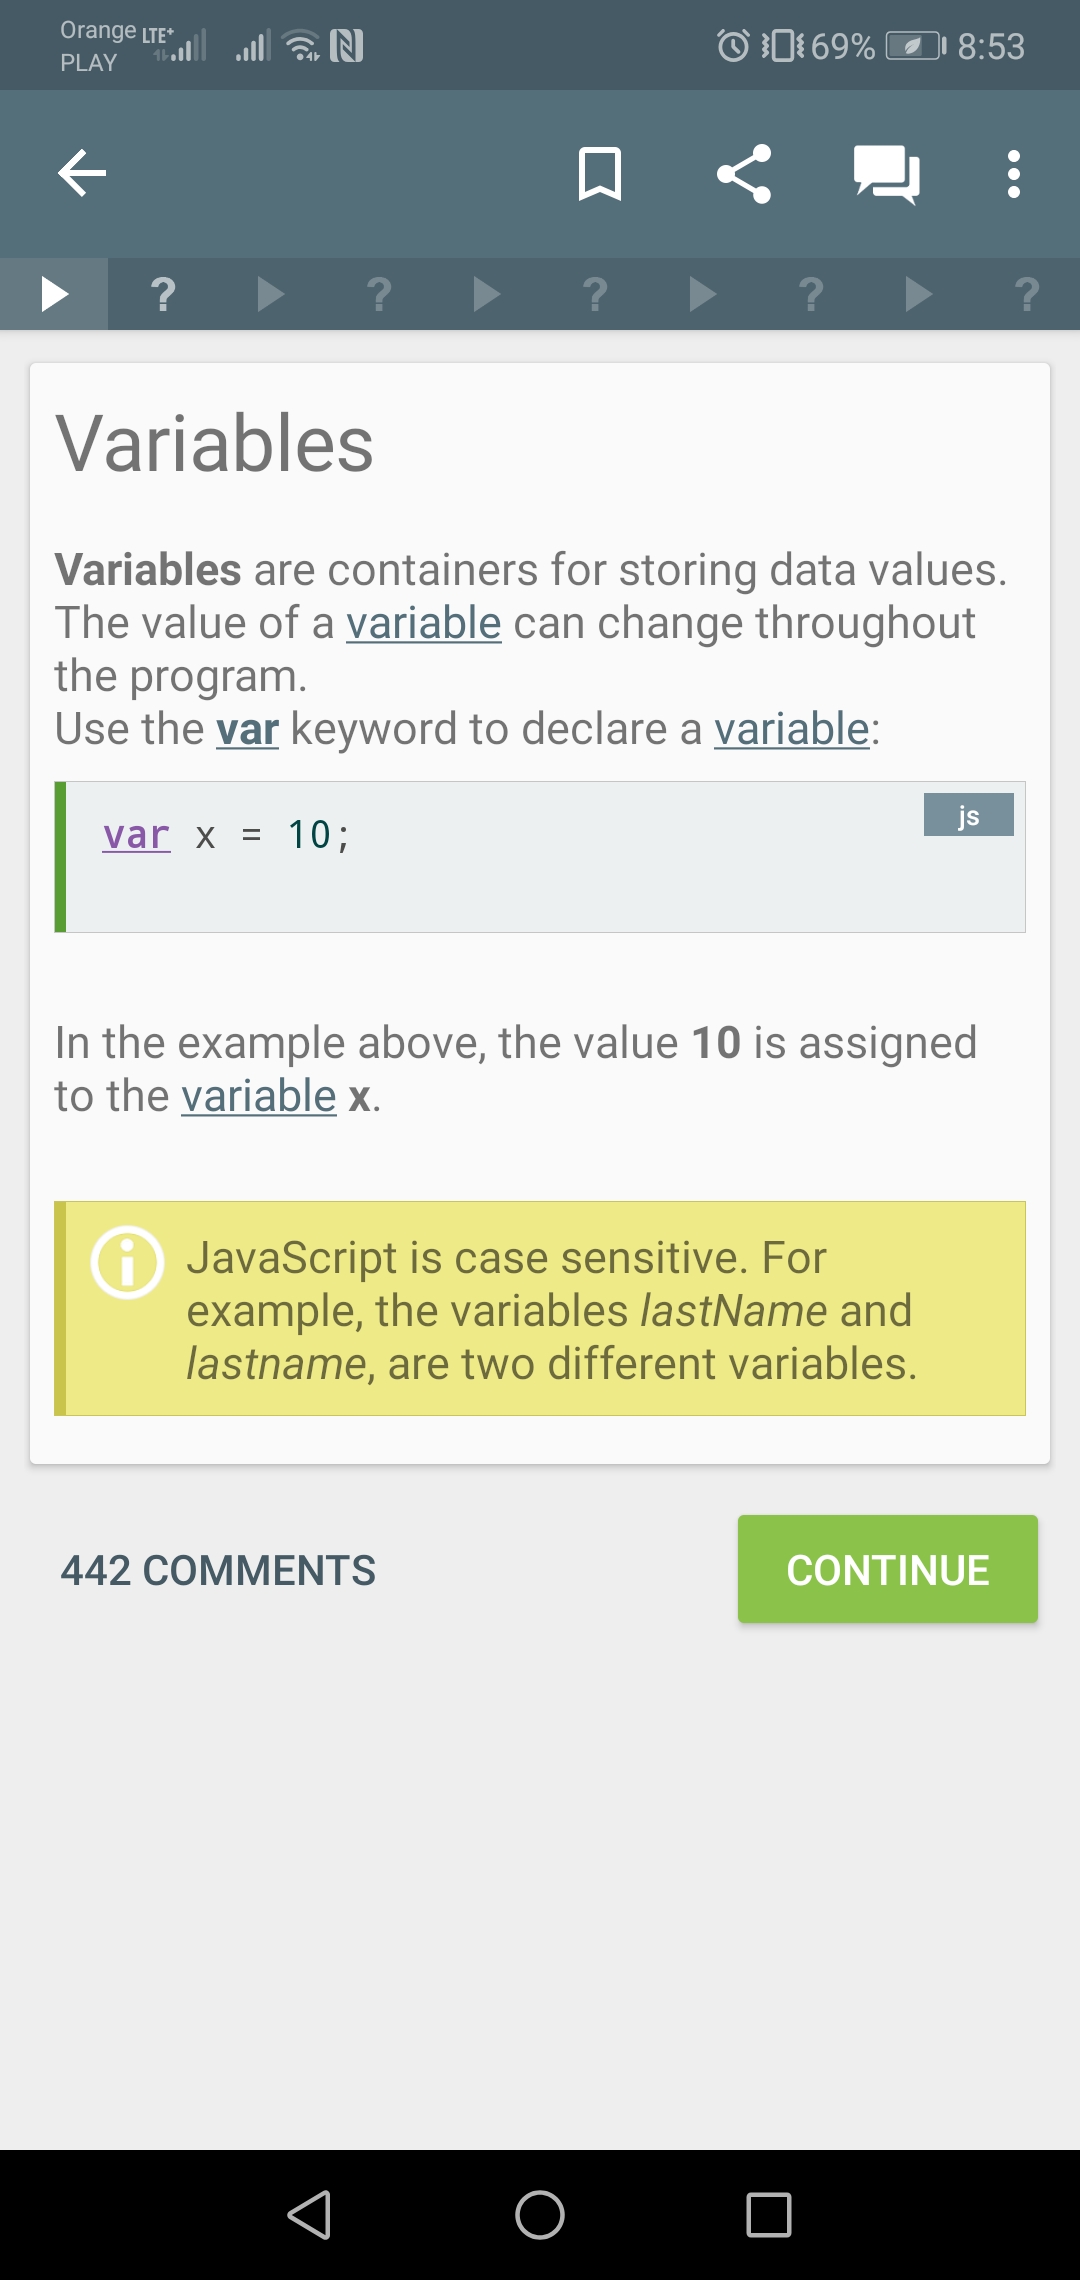 Orange LTE+
PLAY
69% 8:53
? ? ? ? ?
Variables
Variables are containers for storing data values.
The value of a variable can change throughout
the program.
Use the var keyword to declare a variable:
var x = 10;
js
In the example above, the value 10 is assigned
to the variable x.
JavaScript is case sensitive. For
example, the variables lastName and
lastname, are two different variables.
442 COMMENTS
CONTINUE